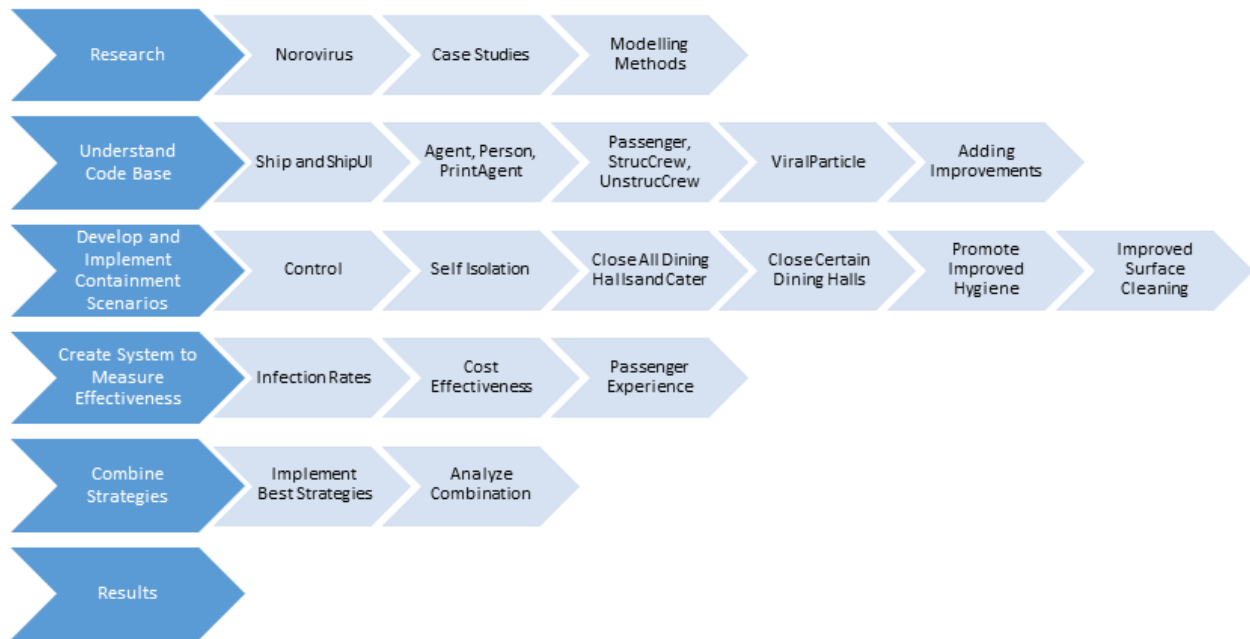 Research
Norovirus
Case Studies
Modelling
Methods
Understand
Code Base
Ship and ShipUI
Agent, Person,
PrintAgent
Passenger,
StrucCrew,
UnstrucCrew
ViralParticle
Adding
Improvements
Develop and
Implement
Containment
Scenarios
Control
Self Isolation
Close All Dining
Halls and Cater
Close Certain
Dining Halls
Promote
Improved
Hygiene
Improved
Surface
Cleaning
Create System to
Measure
Effectiveness
Infection Rates
Cost
Effectiveness
Passenger
Experience
Combine
Strategies
Implement
Best Strategies
Analyze
Combination
Results